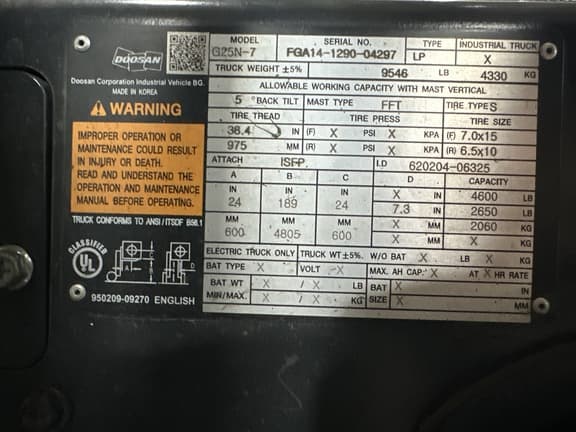 DOOSAN
Doosan Corporation Industrial Vehicle BG.
MADE IN KOREA
WARNING
IMPROPER OPERATION OR
MAINTENANCE COULD RESULT
IN INJURY OR DEATH.
READ AND UNDERSTAND THE
OPERATION AND MAINTENANCE
MANUAL BEFORE OPERATING.
TRUCK CONFORMS TO ANSI/ITSDF B56.1
CLASSIFIED
UL
A B C D
950209-09270 ENGLISH
MODEL SERIAL NO. TYPE INDUSTRIAL TRUCK
G25N-7 FGA14-1290-04297 LP X
TRUCK WEIGHT ±5% 9546 LB 4330 KG
ALLOWABLE WORKING CAPACITY WITH MAST VERTICAL
5 °BACK TILT MAST TYPE FFT TIRE TYPE S
TIRE TREAD TIRE PRESS TIRE SIZE
38.4 IN (F) X PSI X KPA (F) 7.0x15
975 MM (R) X PSI X KPA (R) 6.5x10
ATTACH ISFP I.D 620204-06325
A B C D CAPACITY
IN IN IN X IN 4600 LB
24 189 24 7.3 IN 2650 LB
MM MM MM X MM 2060 KG
600 4805 600 X MM X KG
ELECTRIC TRUCK ONLY TRUCK WT ±5%. W/O BAT X LB X KG
BAT TYPE X VOLT X MAX. AH CAP. X AT X HR RATE
BAT WT X / X LB BAT X IN
MIN/MAX. X / X KG SIZE X MM